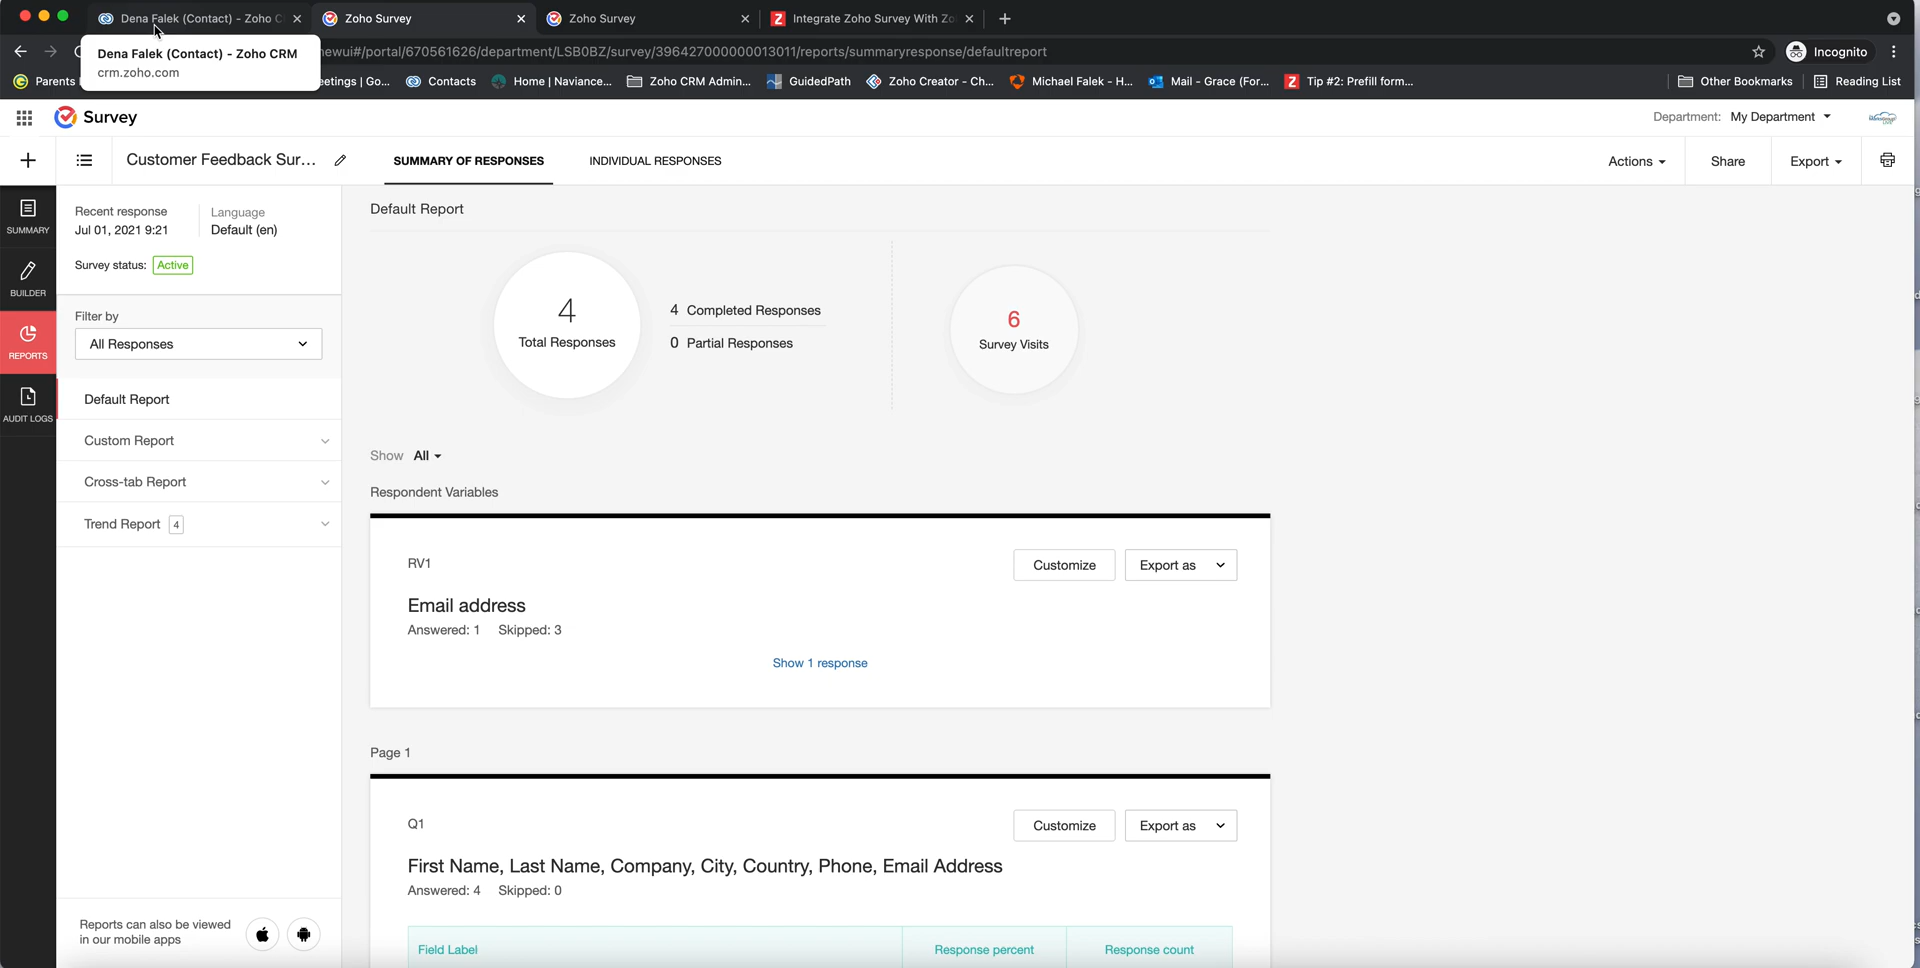 Dena Falek (Contact) - Zoho C
Zoho Survey
Zoho Survey
Integrate Zoho Survey With Zo
Dena Falek (Contact) - Zoho CRM
crm.zoho.com
newui#/portal/670561626/department/LSB0BZ/survey/396427000000013011/reports/summaryresponse/defaultreport
Incognito
Parents
eetings | Go...
Contacts
Home | Naviance...
Zoho CRM Admin...
GuidedPath
Zoho Creator - Ch...
Michael Falek - H...
Mail - Grace (For...
Tip #2: Prefill form...
Other Bookmarks
Reading List
Survey
Department: My Department
Customer Feedback Sur...
SUMMARY OF RESPONSES
INDIVIDUAL RESPONSES
Actions
Share
Export
SUMMARY
BUILDER
REPORTS
AUDIT LOGS
Recent response
Jul 01, 2021 9:21
Language
Default (en)
Survey status: Active
Filter by
All Responses
Default Report
Custom Report
Cross-tab Report
Trend Report 4
Reports can also be viewed
in our mobile apps
Default Report
4
Total Responses
4 Completed Responses
0 Partial Responses
6
Survey Visits
Show All
Respondent Variables
RV1
Customize
Export as
Email address
Answered: 1 Skipped: 3
Show 1 response
Page 1
Q1
Customize
Export as
First Name, Last Name, Company, City, Country, Phone, Email Address
Answered: 4 Skipped: 0
Field Label
Response percent
Response count